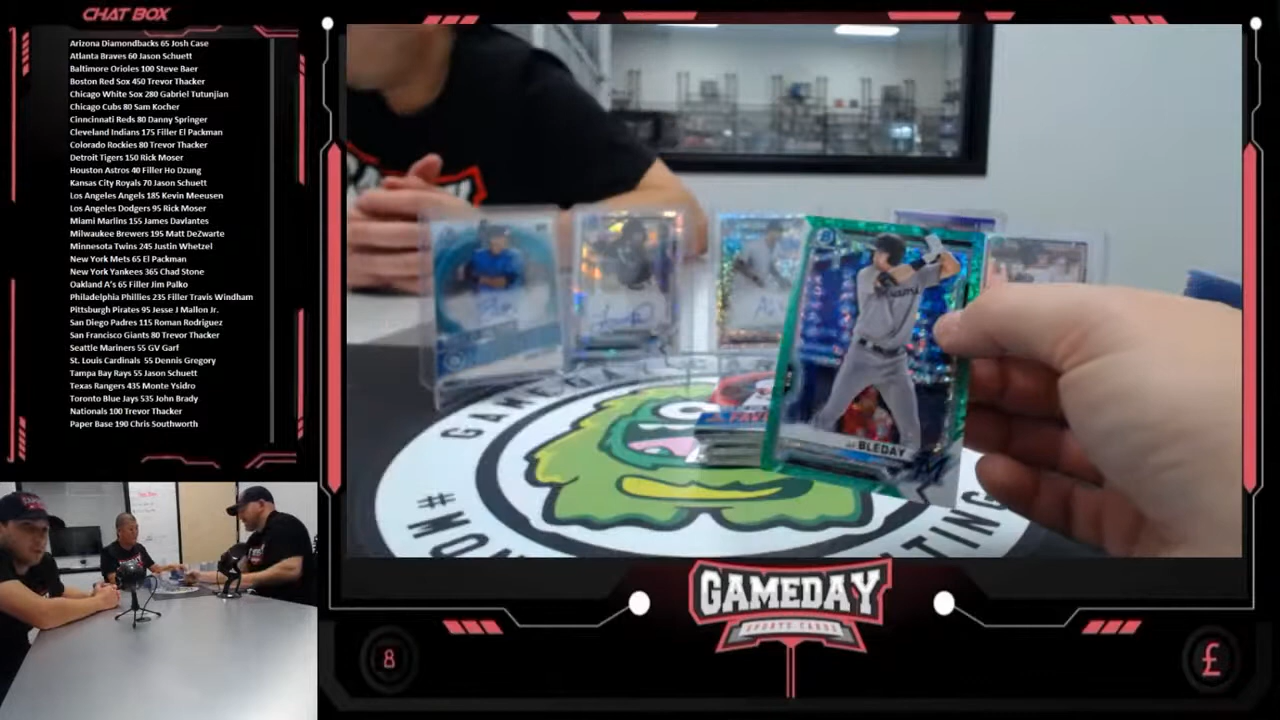 CHAT BOX
Arizona Diamondbacks 65 Josh Case
Atlanta Braves 60 Jason Schuett
Baltimore Orioles 100 Steve Baer
Boston Red Sox 450 Trevor Thacker
Chicago White Sox 280 Gabriel Tutunjian
Chicago Cubs 80 Sam Kocher
Cinncinnati Reds 80 Danny Springer
Cleveland Indians 175 Filler El Packman
Colorado Rockies 80 Trevor Thacker
Detroit Tigers 150 Rick Moser
Houston Astros 40 Filler Ho Dzung
Kansas City Royals 70 Jason Schuett
Los Angeles Angels 185 Kevin Meeusen
Los Angeles Dodgers 95 Rick Moser
Miami Marlins 155 James Davlantes
Milwaukee Brewers 195 Matt DeZwarte
Minnesota Twins 245 Justin Whetzel
New York Mets 65 El Packman
New York Yankees 365 Chad Stone
Oakland A's 65 Filler Jim Palko
Philadelphia Phillies 235 Filler Travis Windham
Pittsburgh Pirates 95 Jesse J Mallon Jr.
San Diego Padres 115 Roman Rodriguez
San Francisco Giants 80 Trevor Thacker
Seattle Mariners 55 GV Garf
St. Louis Cardinals 55 Dennis Gregory
Tampa Bay Rays 55 Jason Schuett
Texas Rangers 435 Monte Ysidro
Toronto Blue Jays 535 John Brady
Nationals 100 Trevor Thacker
Paper Base 190 Chris Southworth
JJ BLEDAY
GAMEDAY
SPORTS CARDS
8
£